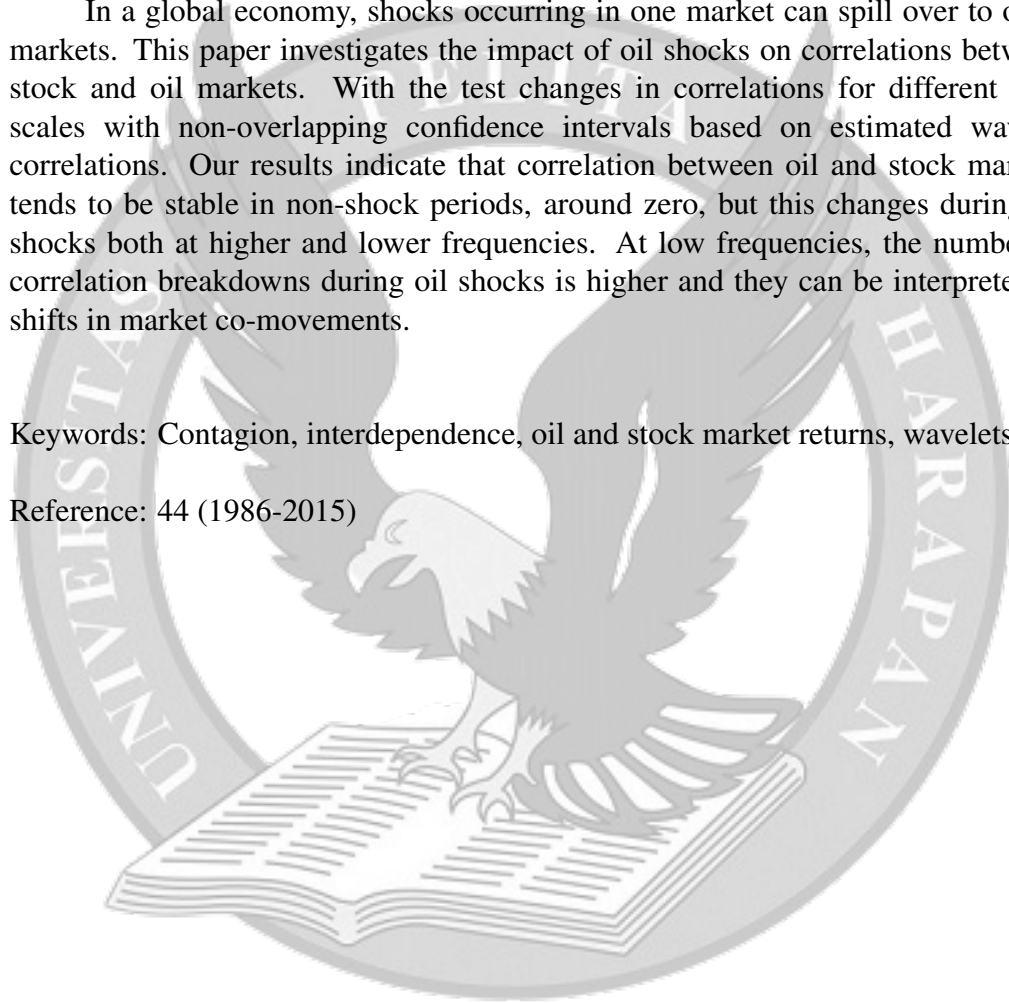 In a global economy, shocks occurring in one market can spill over to o
markets. This paper investigates the impact of oil shocks on correlations betw
stock and oil markets. With the test changes in correlations for different
scales with non-overlapping confidence intervals based on estimated wav
correlations. Our results indicate that correlation between oil and stock mar
tends to be stable in non-shock periods, around zero, but this changes during
shocks both at higher and lower frequencies. At low frequencies, the numbe
correlation breakdowns during oil shocks is higher and they can be interprete
shifts in market co-movements.
Keywords: Contagion, interdependence, oil and stock market returns, wavelets
Reference: 44 (1986-2015)
UNIVERSITAS PELITA HARAPAN